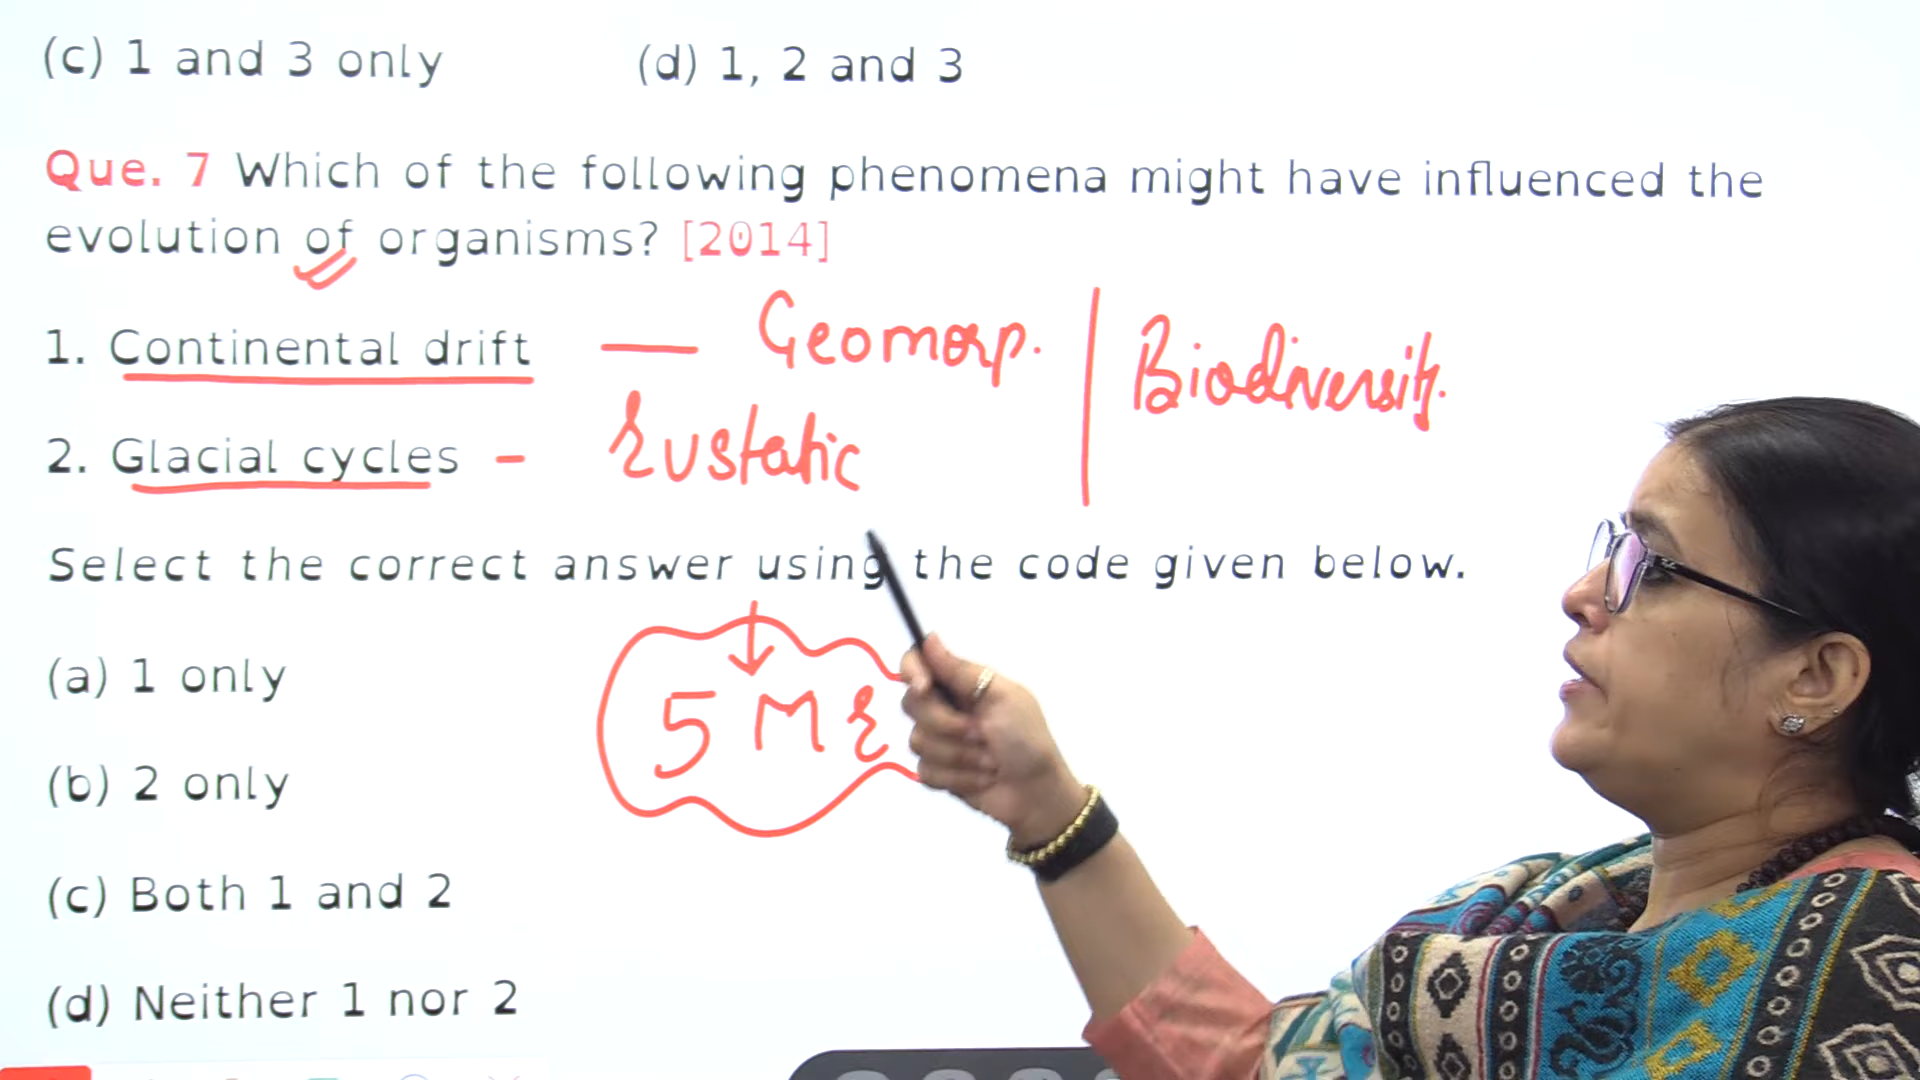 (c) 1 and 3 only (d) 1, 2 and 3
Que. 7 Which of the following phenomena might have influenced the
evolution of organisms? [2014]
1. Continental drift — Geomorp. | Biodiversity.
2. Glacial cycles - Eustatic
Select the correct answer using the code given below.
(a) 1 only
5 ME
(b) 2 only
(c) Both 1 and 2
(d) Neither 1 nor 2